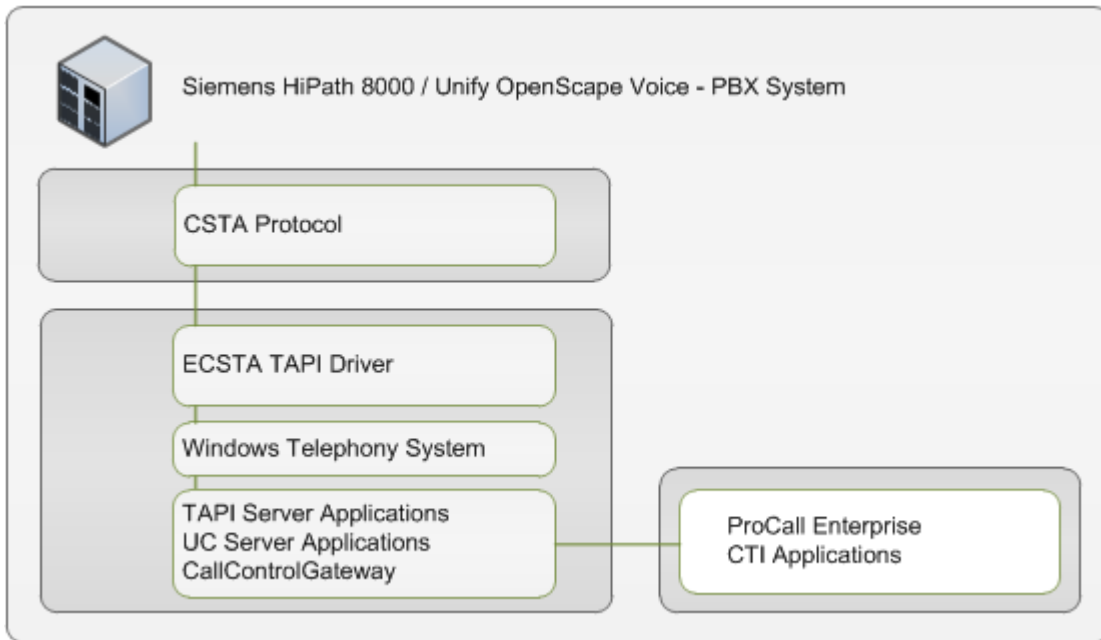 Siemens HiPath 8000 / Unify OpenScape Voice - PBX System
CSTA Protocol
ECSTA TAPI Driver
Windows Telephony System
TAPI Server Applications
UC Server Applications
CallControlGateway
ProCall Enterprise
CTI Applications